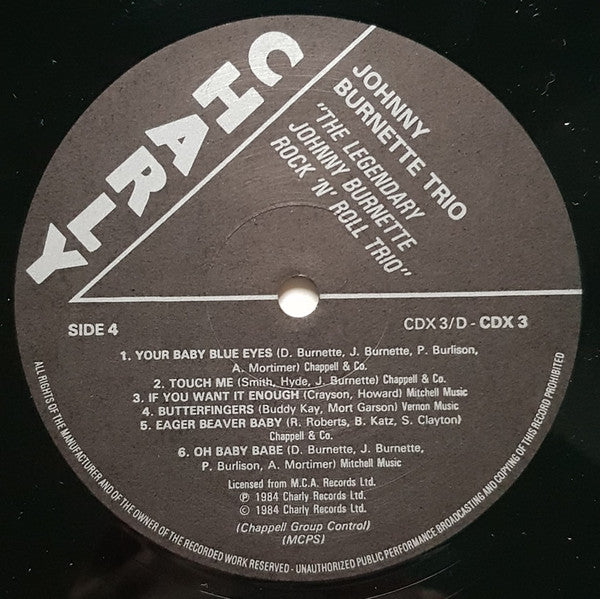 CHARLY
JOHNNY
BURNETTE TRIO
"THE LEGENDARY
JOHNNY BURNETTE
ROCK 'N' ROLL TRIO"
SIDE 4
CDX 3/D - CDX 3
1. YOUR BABY BLUE EYES (D. Burnette, J. Burnette, P. Burlison,
A. Mortimer) Chappell & Co.
2. TOUCH ME (Smith, Hyde, J. Burnette) Chappell & Co.
3. IF YOU WANT IT ENOUGH (Crayson, Howard) Mitchell Music
4. BUTTERFINGERS (Buddy Kay, Mort Garson) Vernon Music
5. EAGER BEAVER BABY (R. Roberts, B. Katz, S. Clayton)
Chappell & Co.
6. OH BABY BABE (D. Burnette, J. Burnette,
P. Burlison, A. Mortimer) Mitchell Music
Licensed from M.C.A. Records Ltd.
℗ 1984 Charly Records Ltd.
© 1984 Charly Records Ltd.
(Chappell Group Control)
(MCPS)
ALL RIGHTS OF THE MANUFACTURER AND OF THE OWNER OF THE RECORDED WORK RESERVED - UNAUTHORIZED PUBLIC PERFORMANCE BROADCASTING AND COPYING OF THIS RECORD PROHIBITED